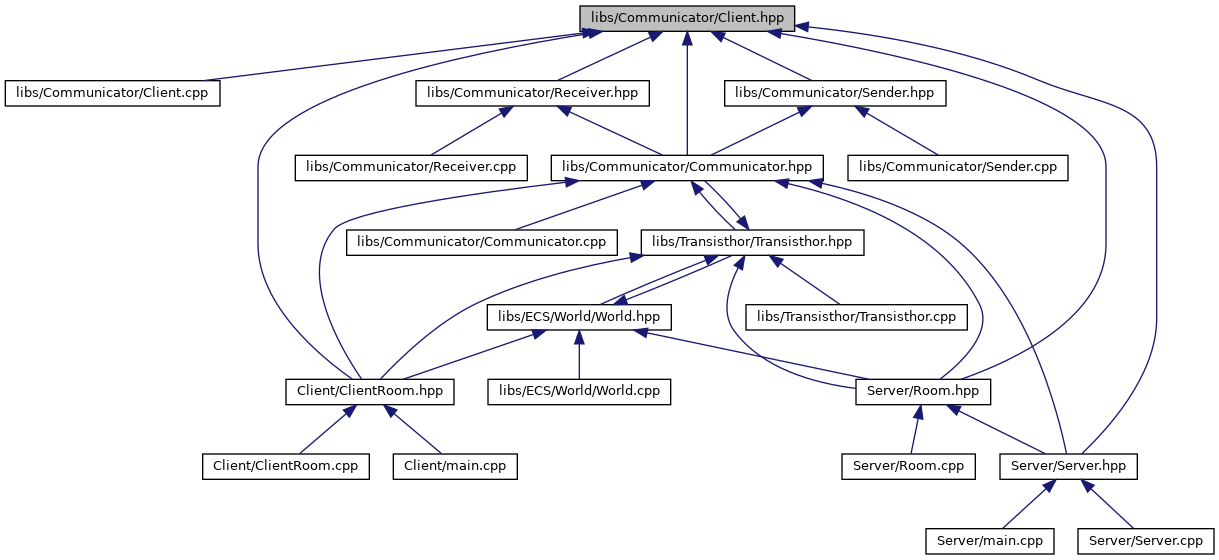 libs/Communicator/Client.hpp
libs/Communicator/Client.cpp
libs/Communicator/Receiver.hpp
libs/Communicator/Sender.hpp
libs/Communicator/Receiver.cpp
libs/Communicator/Communicator.hpp
libs/Communicator/Sender.cpp
libs/Communicator/Communicator.cpp
libs/Transisthor/Transisthor.hpp
libs/ECS/World/World.hpp
libs/Transisthor/Transisthor.cpp
Client/ClientRoom.hpp
libs/ECS/World/World.cpp
Server/Room.hpp
Client/ClientRoom.cpp
Client/main.cpp
Server/Room.cpp
Server/Server.hpp
Server/main.cpp
Server/Server.cpp